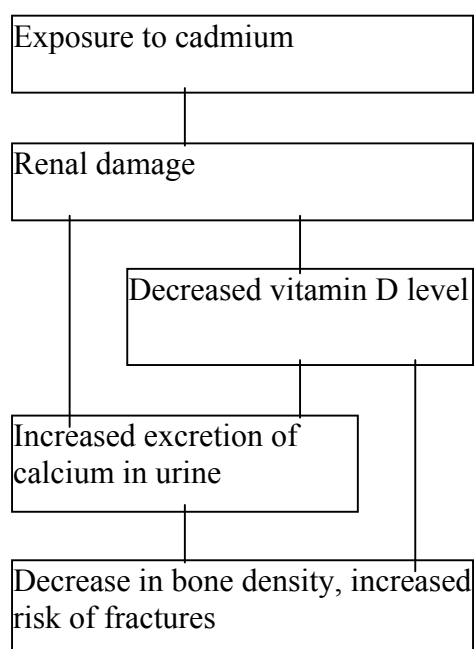 Exposure to cadmium
Renal damage
Decreased vitamin D level
Increased excretion of
calcium in urine
Decrease in bone density, increased
risk of fractures